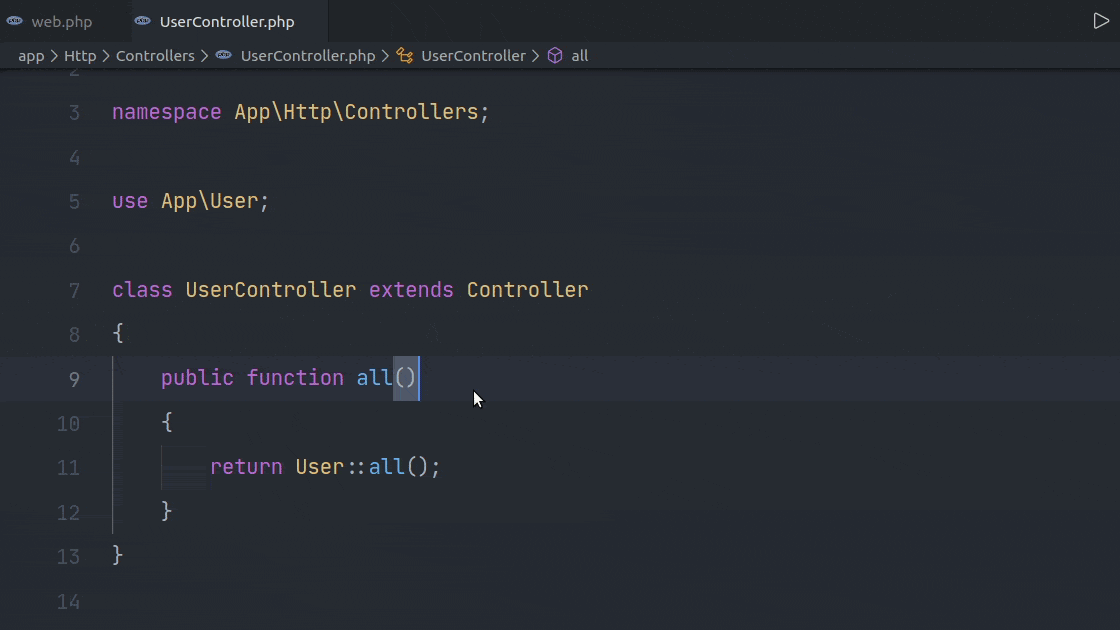 web.php UserController.php
app > Http > Controllers > UserController.php > UserController > all
2
3 namespace App\Http\Controllers;
4
5 use App\User;
6
7 class UserController extends Controller
8 {
9 public function all()
10 {
11 return User::all();
12 }
13 }
14